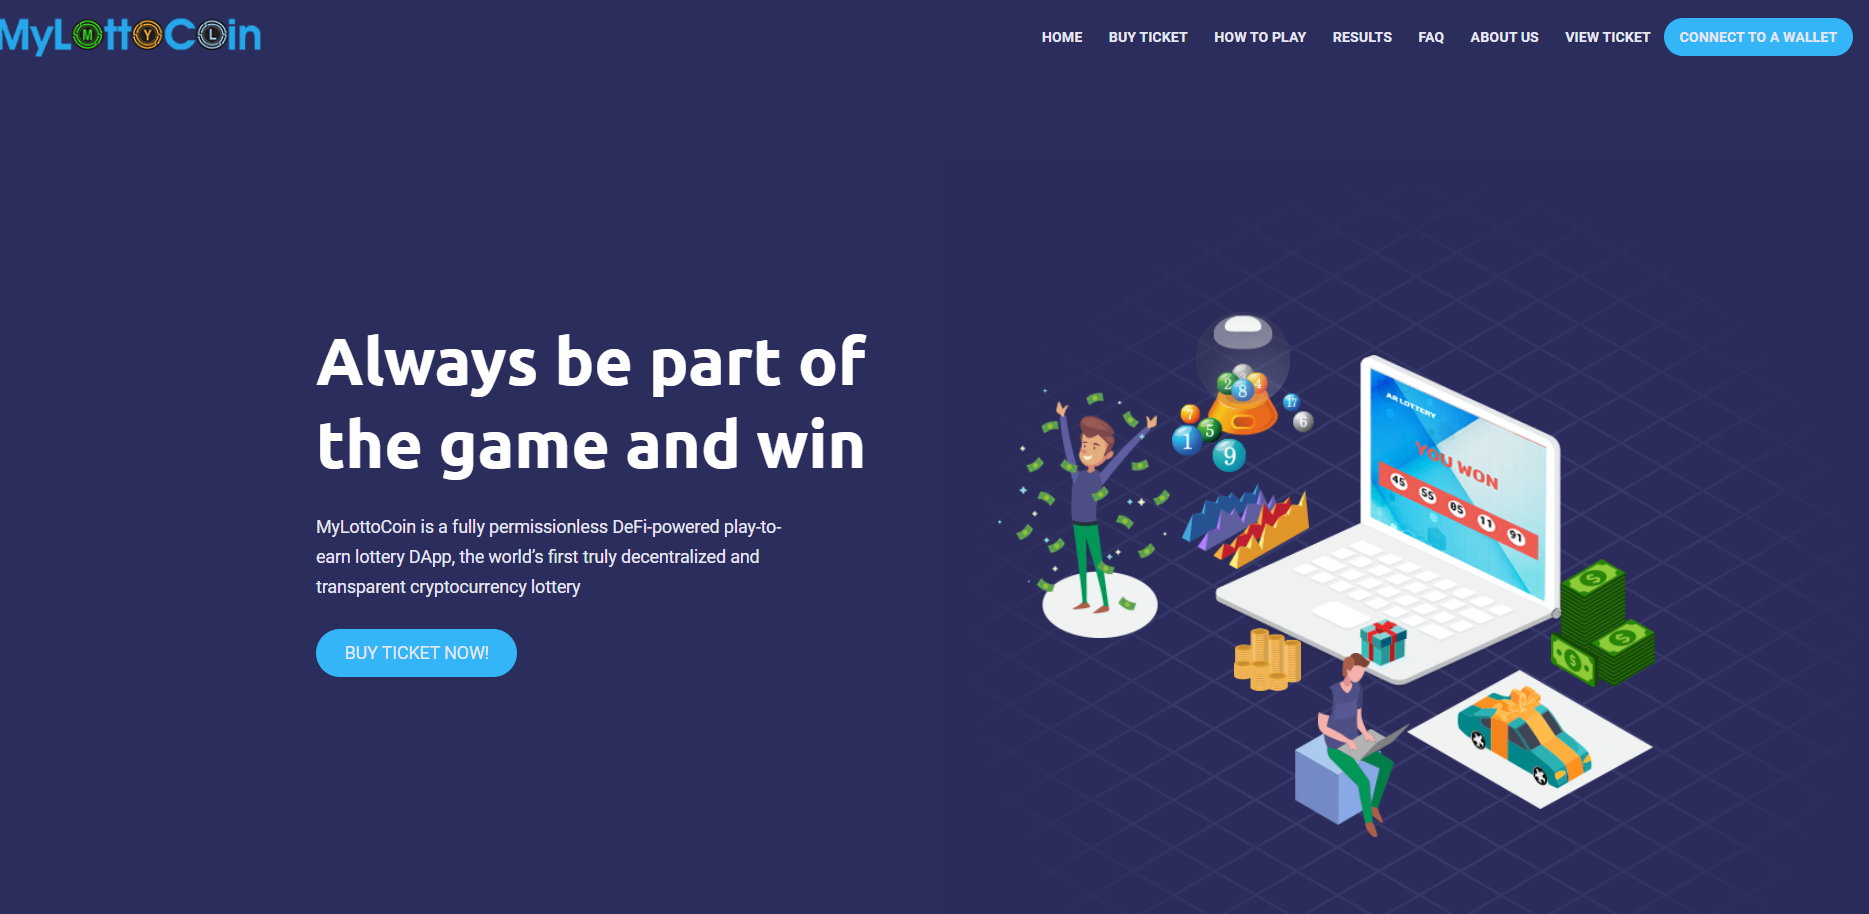 MyLottoCoin
HOME BUY TICKET HOW TO PLAY RESULTS FAQ ABOUT US VIEW TICKET CONNECT TO A WALLET
Always be part of
the game and win
MyLottoCoin is a fully permissionless DeFi-powered play-to-
earn lottery DApp, the world's first truly decentralized and
transparent cryptocurrency lottery
BUY TICKET NOW!
2 8 4
7 17
1 5 6
9
AR LOTTERY
YOU WON
45 55 05 11 91
$
$
$